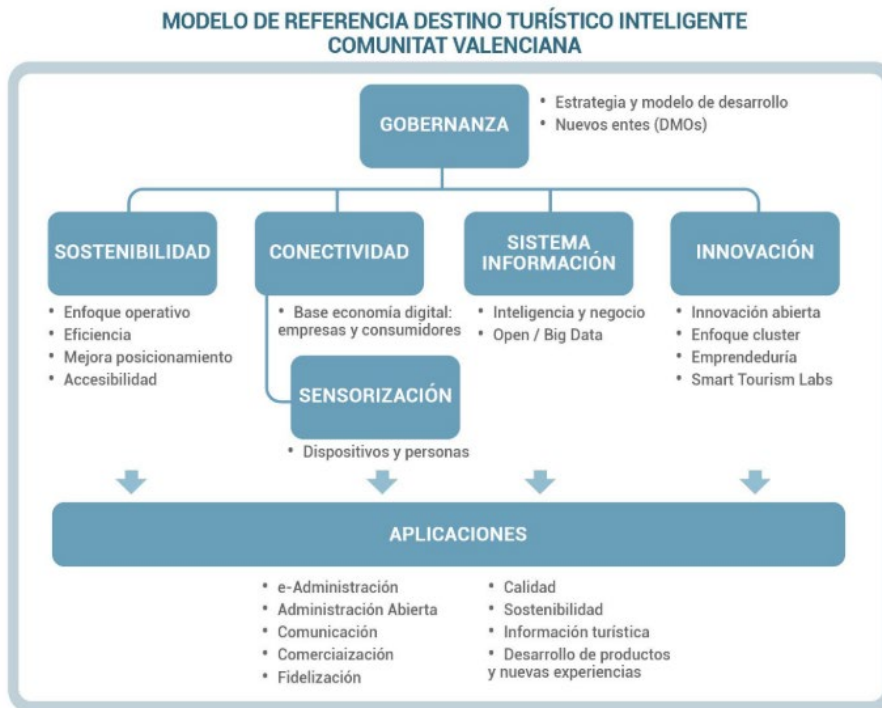 MODELO DE REFERENCIA DESTINO TURÍSTICO INTELIGENTE
COMUNITAT VALENCIANA
GOBERNANZA
• Estrategia y modelo de desarrollo
• Nuevos entes (DMOs)
SOSTENIBILIDAD
• Enfoque operativo
• Eficiencia
• Mejora posicionamiento
• Accesibilidad
CONECTIVIDAD
• Base economía digital:
empresas y consumidores
SENSORIZACIÓN
• Dispositivos y personas
SISTEMA
INFORMACIÓN
• Inteligencia y negocio
• Open / Big Data
INNOVACIÓN
• Innovación abierta
• Enfoque cluster
• Emprendeduría
• Smart Tourism Labs
APLICACIONES
• e-Administración
• Administración Abierta
• Comunicación
• Comerciaización
• Fidelización
• Calidad
• Sostenibilidad
• Información turística
• Desarrollo de productos
y nuevas experiencias